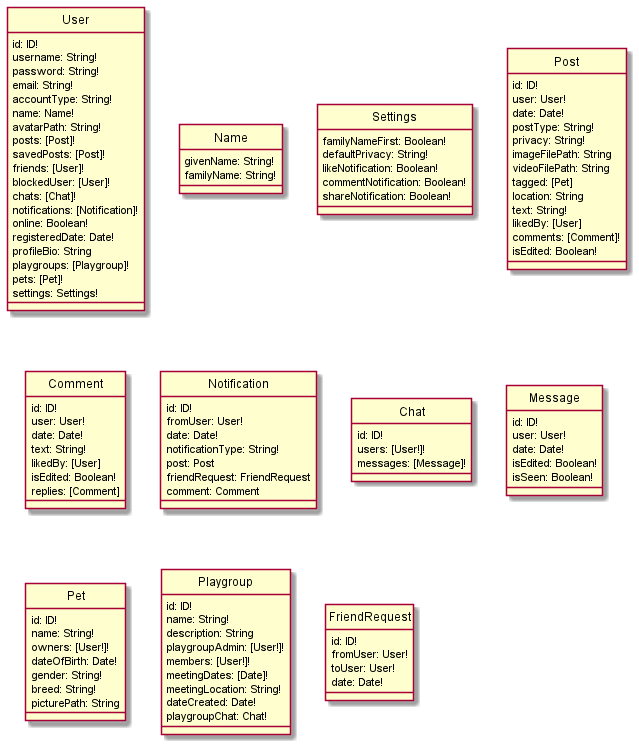 User
id: ID!
username: String!
password: String!
email: String!
accountType: String!
name: Name!
avatarPath: String!
posts: [Post]!
savedPosts: [Post]!
friends: [User]!
blockedUser: [User]!
chats: [Chat]!
notifications: [Notification]!
online: Boolean!
registeredDate: Date!
profileBio: String
playgroups: [Playgroup]!
pets: [Pet]!
settings: Settings!
Name
givenName: String!
familyName: String!
Settings
familyNameFirst: Boolean!
defaultPrivacy: String!
likeNotification: Boolean!
commentNotification: Boolean!
shareNotification: Boolean!
Post
id: ID!
user: User!
date: Date!
postType: String!
privacy: String!
imageFilePath: String
videoFilePath: String
tagged: [Pet]
location: String
text: String!
likedBy: [User]
comments: [Comment]!
isEdited: Boolean!
Comment
id: ID!
user: User!
date: Date!
text: String!
likedBy: [User]
isEdited: Boolean!
replies: [Comment]
Notification
id: ID!
fromUser: User!
date: Date!
notificationType: String!
post: Post
friendRequest: FriendRequest
comment: Comment
Chat
id: ID!
users: [User!]!
messages: [Message]!
Message
id: ID!
user: User!
date: Date!
isEdited: Boolean!
isSeen: Boolean!
Pet
id: ID!
name: String!
owners: [User!]!
dateOfBirth: Date!
gender: String!
breed: String!
picturePath: String
Playgroup
id: ID!
name: String!
description: String
playgroupAdmin: [User!]!
members: [User!]!
meetingDates: [Date]!
meetingLocation: String!
dateCreated: Date!
playgroupChat: Chat!
FriendRequest
id: ID!
fromUser: User!
toUser: User!
date: Date!